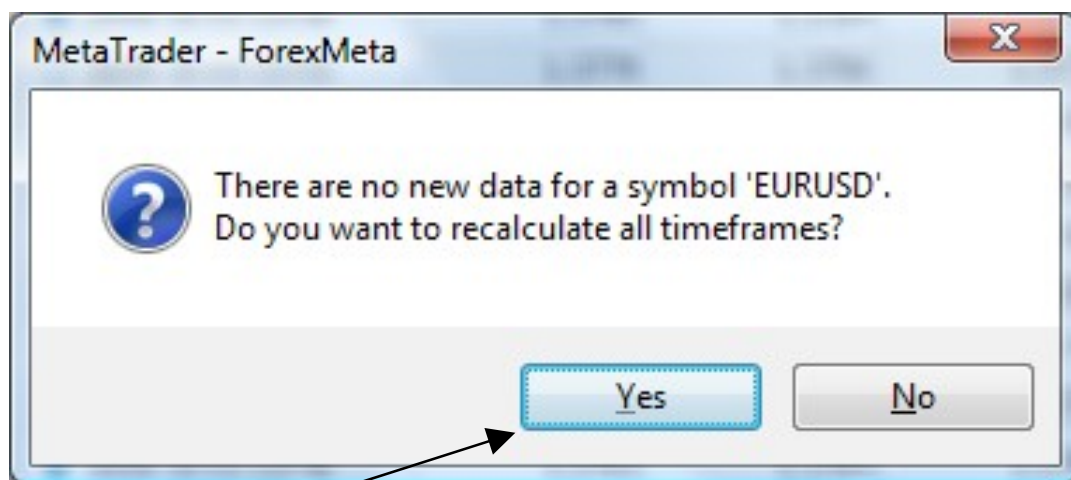 MetaTrader - ForexMeta
There are no new data for a symbol 'EURUSD'.
Do you want to recalculate all timeframes?
Yes
No